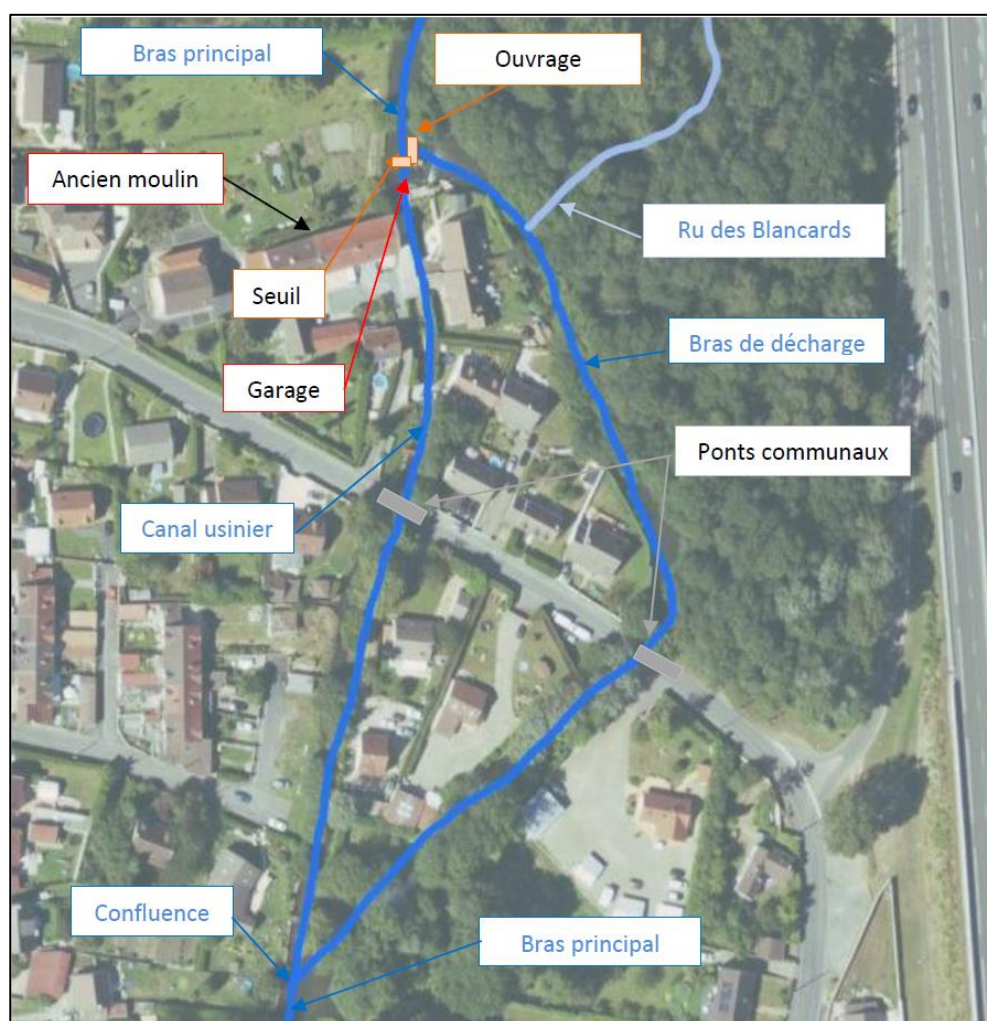 Bras principal
Ouvrage
Ancien moulin
Ru des Blancards
Seuil
Bras de décharge
Garage
Ponts communaux
Canal usinier
Confluence
Bras principal